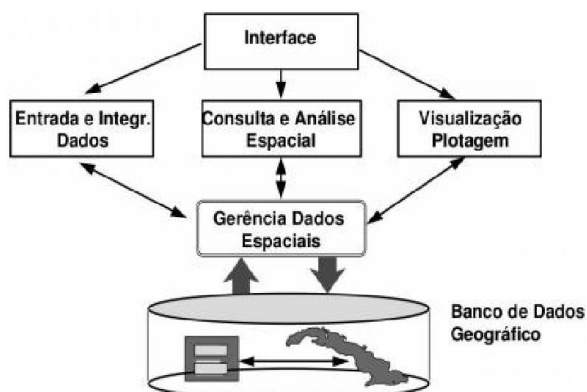 Interface
Entrada e Integr.
Dados
Consulta e Análise
Espacial
Visualização
Plotagem
Gerência Dados
Espaciais
Banco de Dados
Geográfico